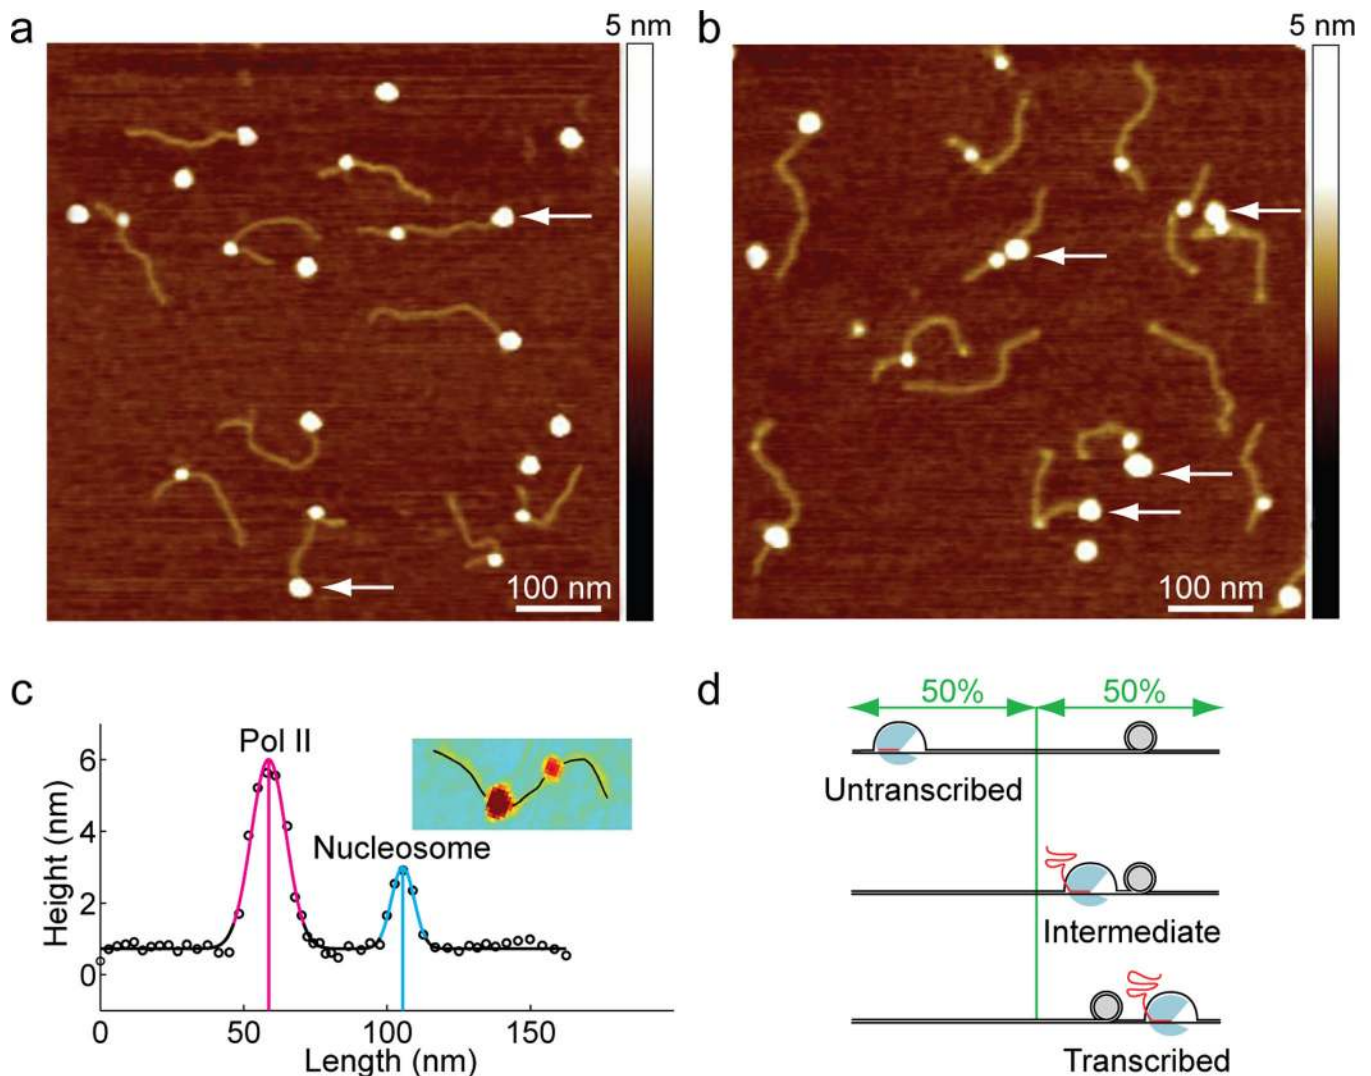 a
5 nm
b
5 nm
100 nm
100 nm
c
Pol II
Nucleosome
Height (nm)
6
4
2
0
0
50
100
150
Length (nm)
d
50%
50%
Untranscribed
Intermediate
Transcribed